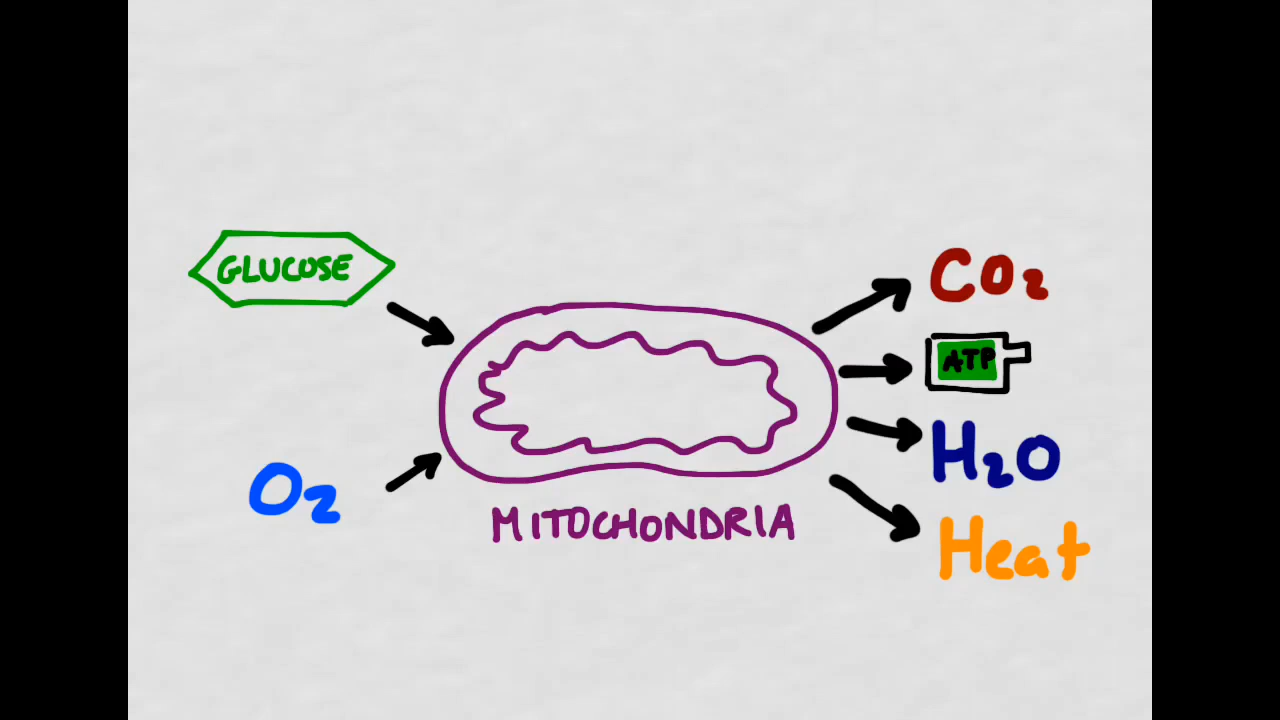 GLUCOSE
O2
MITOCHONDRIA
CO2
ATP
H2O
Heat